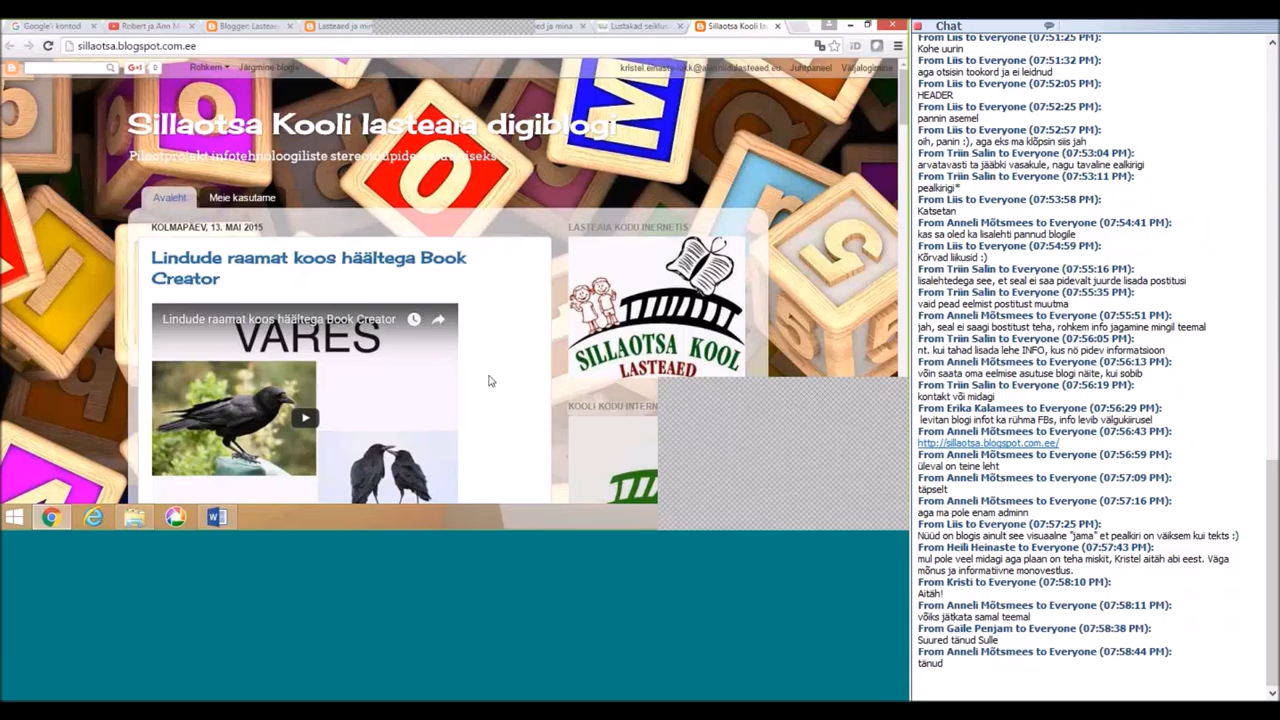 Google'i kontod
Robert ja Ann M
Blogger: Lasteae
Lasteaed ja mi
ed ja mina
Lustakad seiklus
Sillaotsa Kooli l
sillaotsa.blogspot.com.ee
G+1 0 Rohkem Järgmine blogi»
kristel.einaste Juhtpaneel Väljalogimine
Sillaotsa Kooli lasteaia digiblogi
Pilootprojekt infotehnoloogiliste
Avaleht Meie kasutame
KOLMAPÄEV, 13. MAI 2015
Lindude raamat koos häältega Book
Creator
Lindude raamat koos häältega Book Creator
VARES
LASTEAIA KODU INERNETIS
SILLAOTSA KOOL
LASTEAED
KOOLI KODU INTERN
Chat
From Liis to Everyone (07:51:25 PM):
Kohe uurin
From Liis to Everyone (07:51:32 PM):
aga otsisin tookord ja ei leidnud
From Liis to Everyone (07:52:05 PM):
HEADER
From Liis to Everyone (07:52:25 PM):
pannin asemel
From Liis to Everyone (07:52:57 PM):
oih, panin :), aga eks ma klõpsin siis jah
From Triin Salin to Everyone (07:53:04 PM):
arvatavasti ta jääbki vasakule, nagu tavaline ealkirigi
From Triin Salin to Everyone (07:53:11 PM):
pealkirigi*
From Liis to Everyone (07:53:58 PM):
Katsetan
From Anneli Mõtsmees to Everyone (07:54:41 PM):
kas sa oled ka lisalehti pannud blogile
From Liis to Everyone (07:54:59 PM):
Kõrvad liikusid :)
From Triin Salin to Everyone (07:55:16 PM):
lisalehtedega see, et seal ei saa pidevalt juurde lisada postitusi
From Triin Salin to Everyone (07:55:35 PM):
vaid pead eelmist postitust muutma
From Anneli Mõtsmees to Everyone (07:55:51 PM):
jah, seal ei saagi bostitust teha, rohkem info jagamine mingil teemal
From Triin Salin to Everyone (07:56:05 PM):
nt. kui tahad lisada lehe INFO, kus nö pidev informatsioon
From Anneli Mõtsmees to Everyone (07:56:13 PM):
võin saata oma eelmise asutuse blogi näite, kui sobib
From Triin Salin to Everyone (07:56:19 PM):
kontakt või midagi
From Erika Kalamees to Everyone (07:56:29 PM):
levitan blogi infot ka rühma FBs, info levib välgukiirusel
From Anneli Mõtsmees to Everyone (07:56:43 PM):
http://sillaotsa.blogspot.com.ee/
From Anneli Mõtsmees to Everyone (07:56:59 PM):
üleval on teine leht
From Anneli Mõtsmees to Everyone (07:57:09 PM):
täpselt
From Anneli Mõtsmees to Everyone (07:57:16 PM):
aga ma pole enam adminn
From Liis to Everyone (07:57:25 PM):
Nüüd on blogis ainult see visuaalne "jama" et pealkiri on väiksem kui tekts :)
From Heili Heinaste to Everyone (07:57:43 PM):
mul pole veel midagi aga plaan on teha miskit, Kristel aitäh abi eest. Väga
mõnus ja informatiivne monovestlus.
From Kristi to Everyone (07:58:10 PM):
Aitäh!
From Anneli Mõtsmees to Everyone (07:58:11 PM):
võiks jätkata samal teemal
From Gaile Penjam to Everyone (07:58:38 PM):
Suured tänud Sulle
From Anneli Mõtsmees to Everyone (07:58:44 PM):
tänud